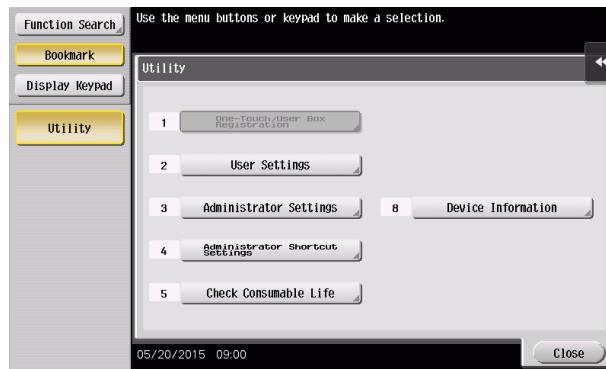 Function Search
Use the menu buttons or keypad to make a selection.
Bookmark
Utility
Display Keypad
Utility
1 One-Touch/User Box
Registration
2 User Settings
3 Administrator Settings
8 Device Information
4 Administrator Shortcut
Settings
5 Check Consumable Life
05/20/2015 09:00
Close